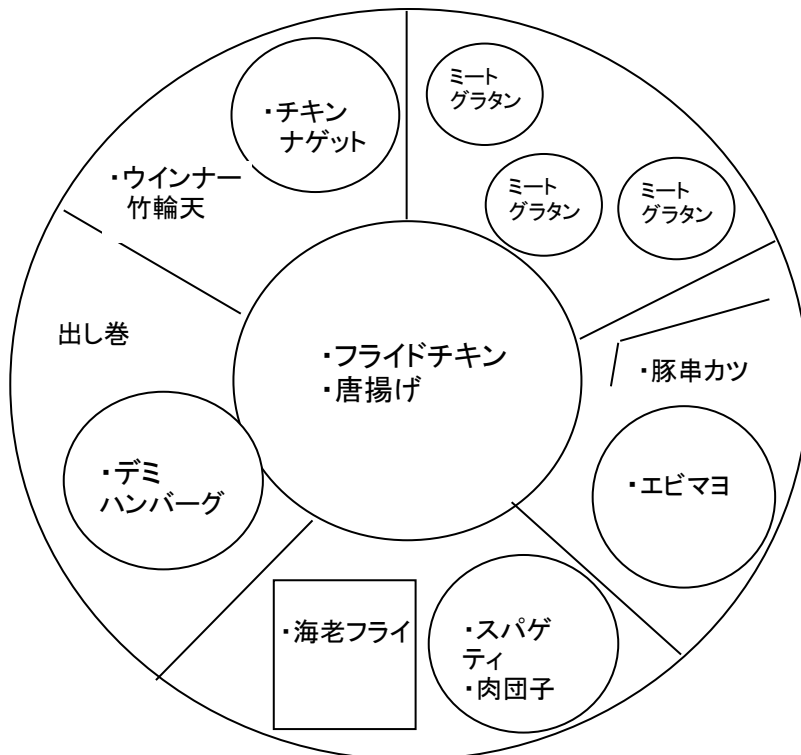 ・チキン
ナゲット
ミート
グラタン
ミート
グラタン
ミート
グラタン
・ウインナー
竹輪天
出し巻
・フライドチキン
・唐揚げ
・豚串カツ
・デミ
ハンバーグ
・エビマヨ
・海老フライ
・スパゲ
ティ
・肉団子